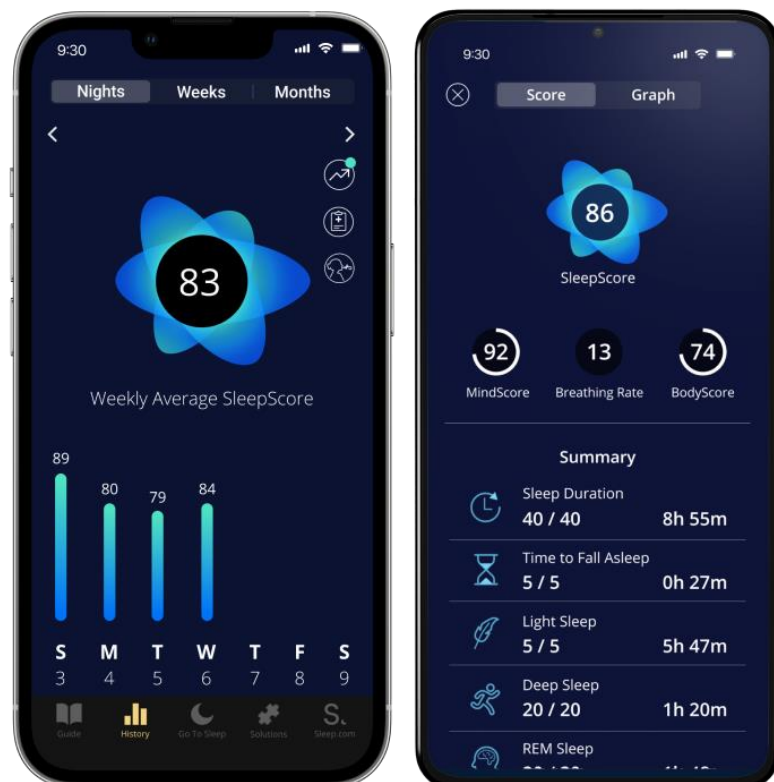 9:30
Nights Weeks Months
83
Weekly Average SleepScore
89
80
79
84
S M T W T F S
3 4 5 6 7 8 9
Guide History Go To Sleep Solutions Sleep.com
S.
9:30
Score Graph
86
SleepScore
92 13 74
MindScore Breathing Rate BodyScore
Summary
Sleep Duration
40 / 40 8h 55m
Time to Fall Asleep
5 / 5 0h 27m
Light Sleep
5 / 5 5h 47m
Deep Sleep
20 / 20 1h 20m
REM Sleep